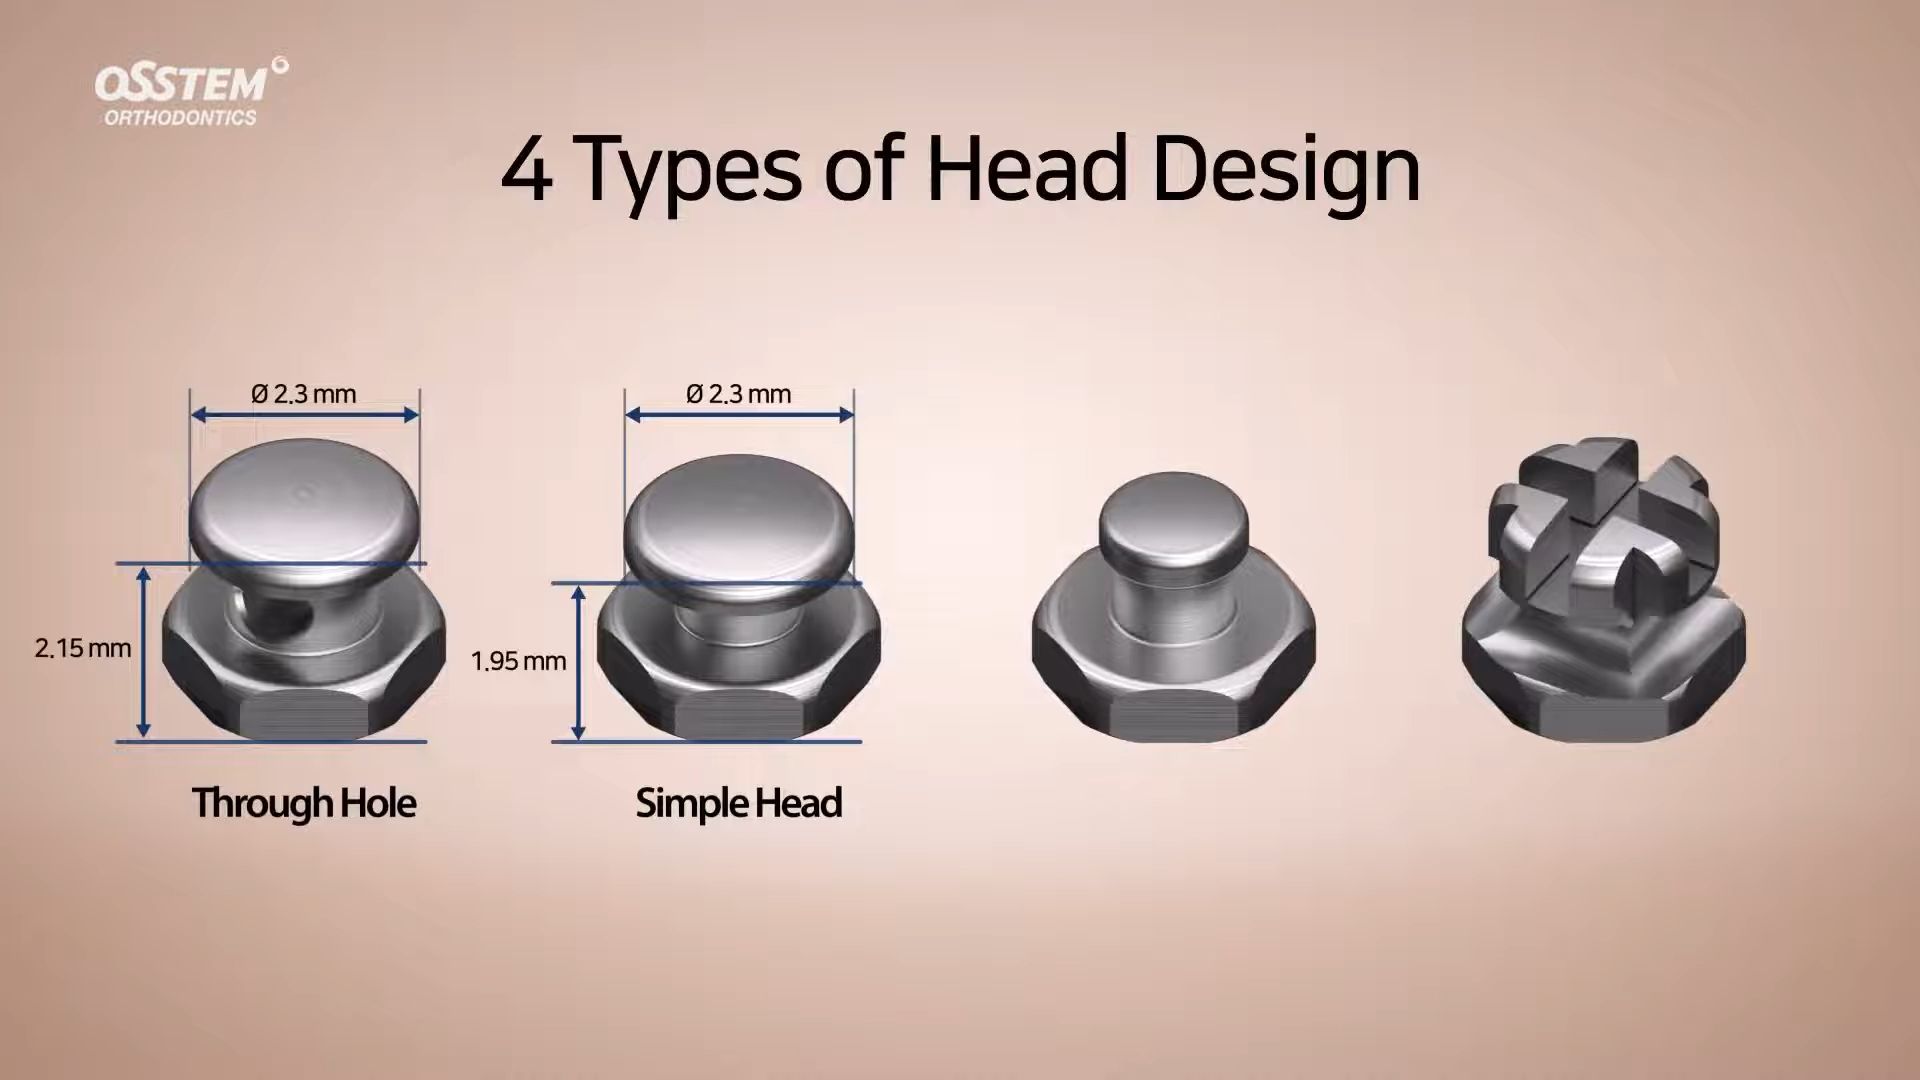 OSSTEM
ORTHODONTICS
4 Types of Head Design
Ø 2.3 mm
Ø 2.3 mm
2.15 mm
1.95 mm
Through Hole
Simple Head